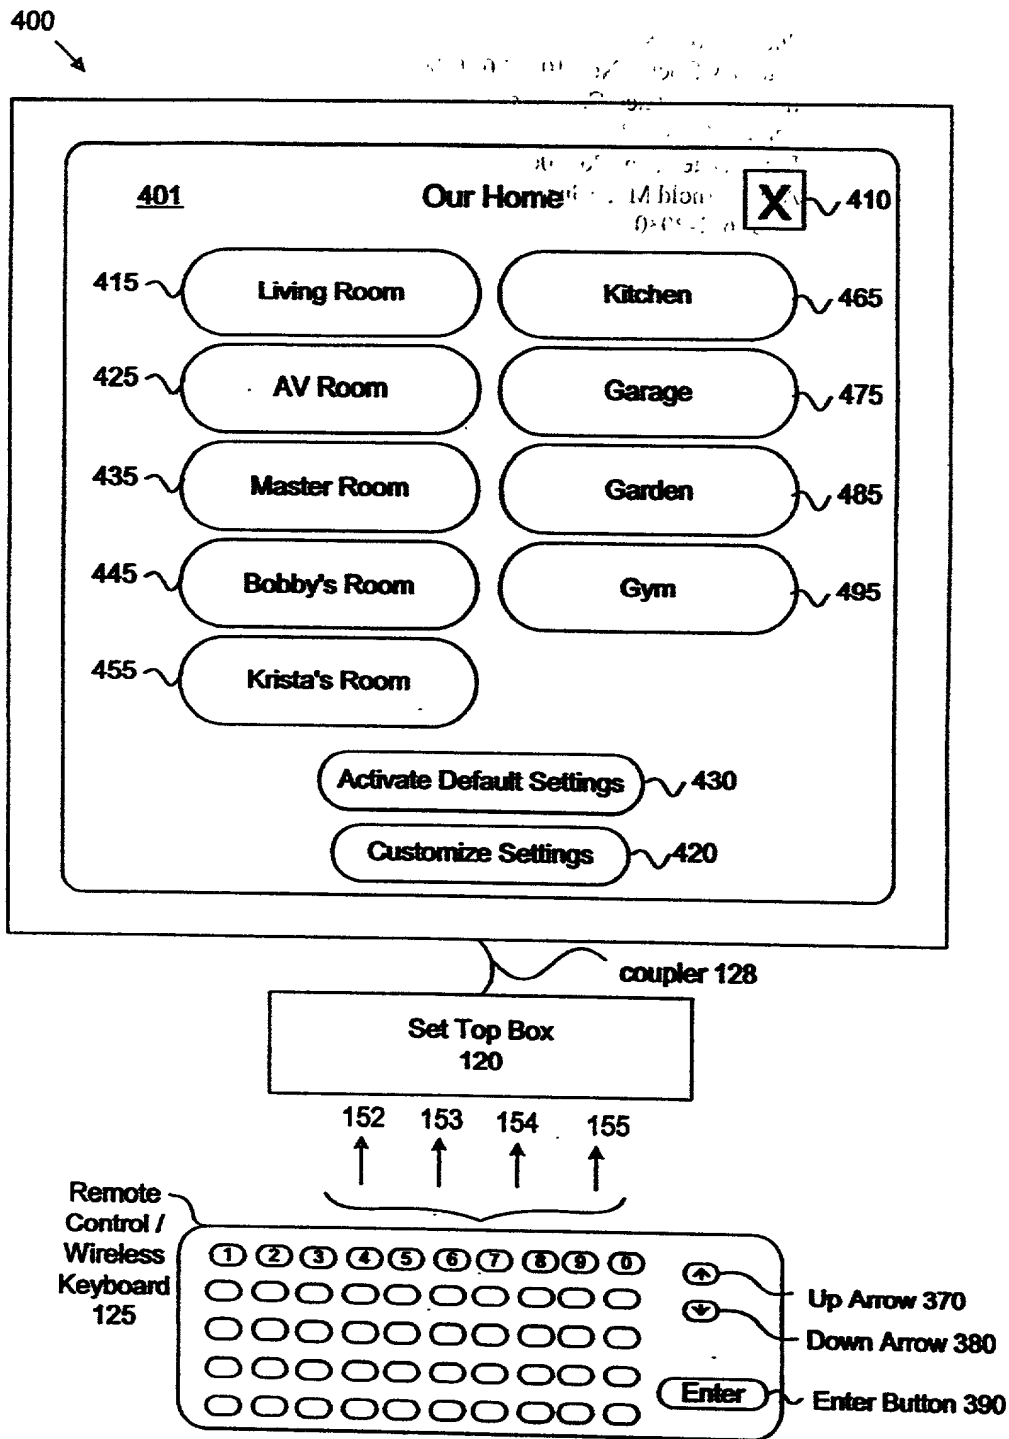 400
401 Our Home X 410
415 Living Room Kitchen 465
425 AV Room Garage 475
435 Master Room Garden 485
445 Bobby's Room Gym 495
455 Krista's Room
Activate Default Settings 430
Customize Settings 420
coupler 128
Set Top Box
120
152 153 154 155
Remote
Control /
Wireless
Keyboard
125
1 2 3 4 5 6 7 8 9 0
Up Arrow 370
Down Arrow 380
Enter
Enter Button 390